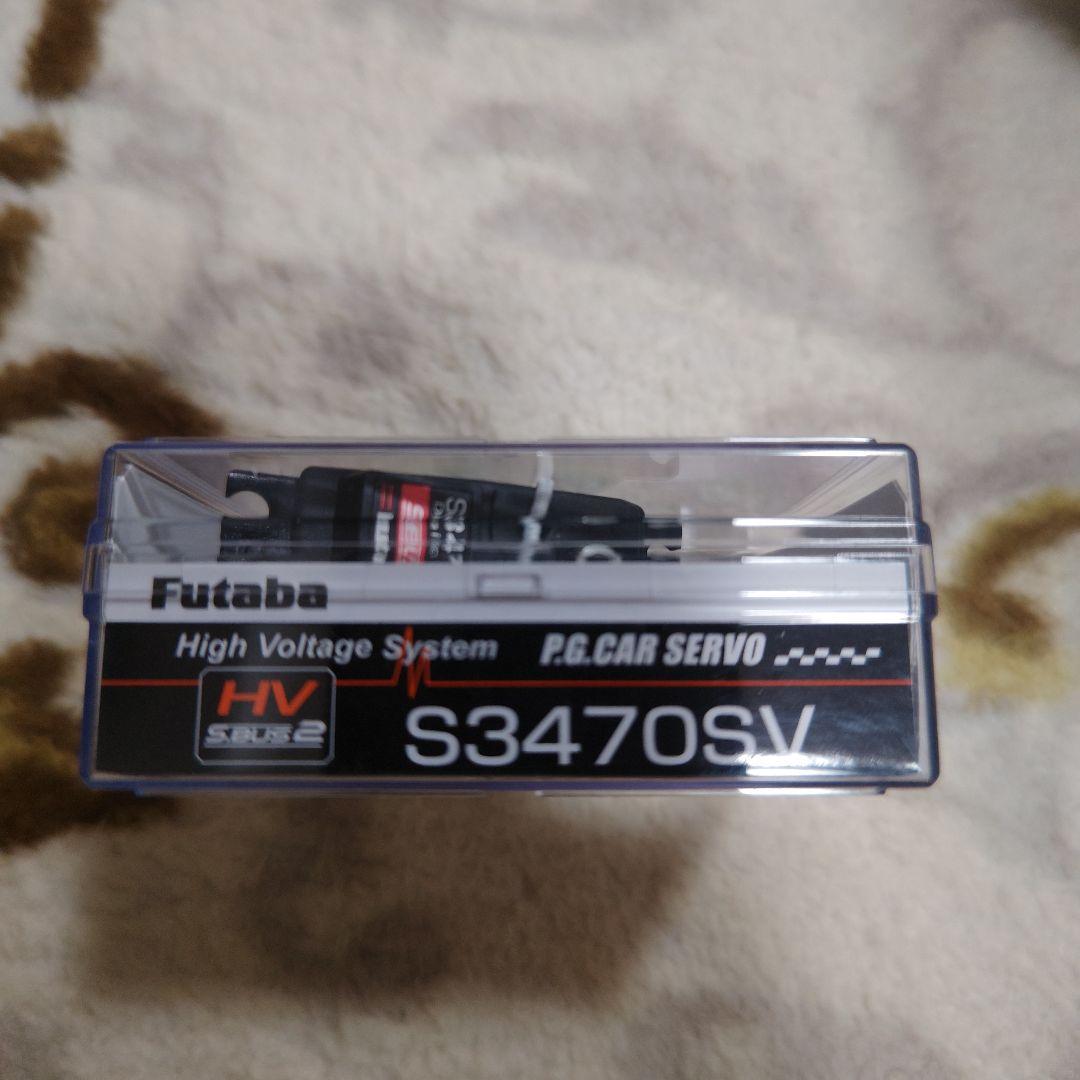 Futaba
High Voltage System P.G.CAR SERVO
HV
S.BUS2
S3470SV